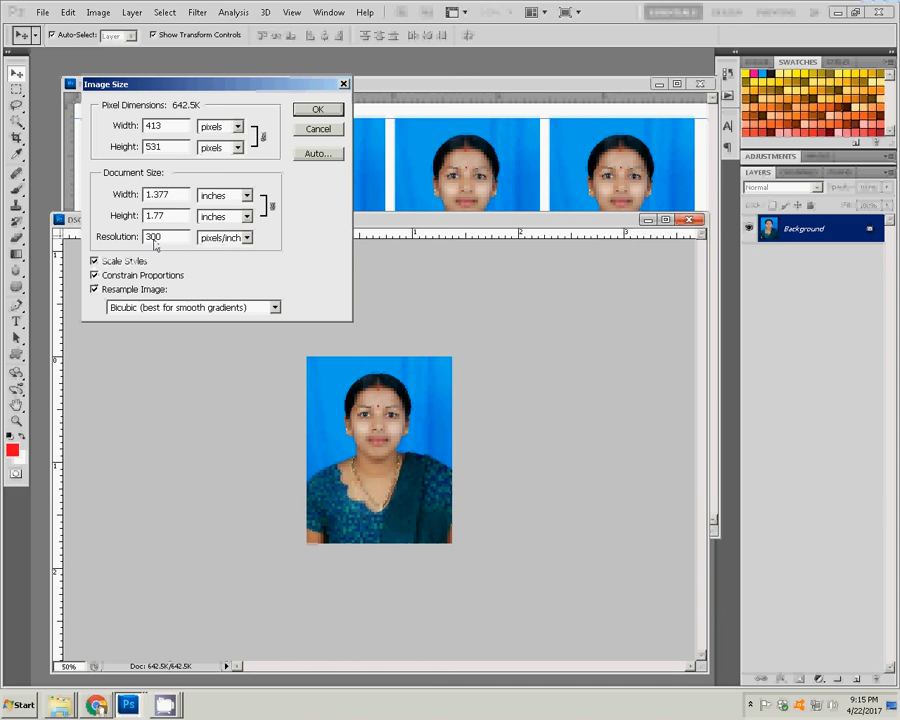 File Edit Image Layer Select Filter Analysis 3D View Window Help
Auto-Select: Layer Show Transform Controls
Image Size
Pixel Dimensions: 642.5K
Width: 413 pixels
Height: 531 pixels
OK
Cancel
Auto...
Document Size:
Width: 1.377 inches
Height: 1.77 inches
Resolution: 300 pixels/inch
Scale Styles
Constrain Proportions
Resample Image:
Bicubic (best for smooth gradients)
SWATCHES
ADJUSTMENTS
LAYERS
Normal
Background
50% Doc: 642.5K/642.5K
Start
9:15 PM
4/22/2017